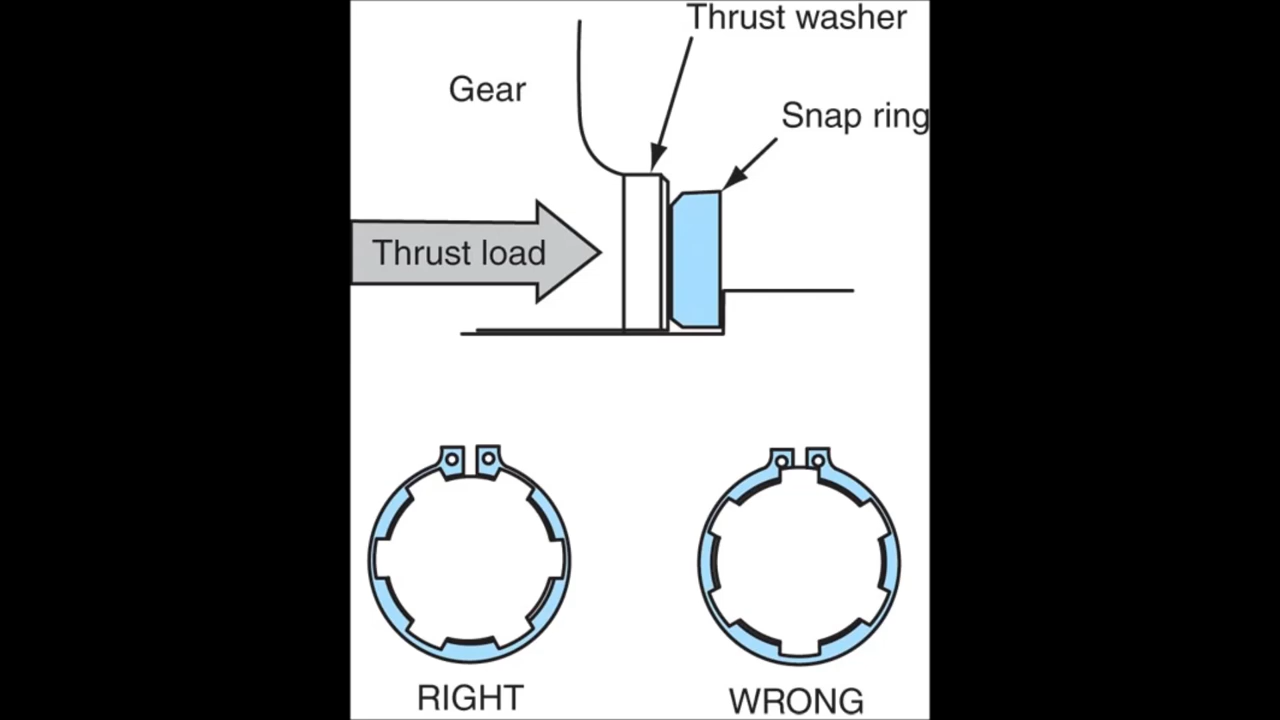 Thrust washer
Gear
Snap ring
Thrust load
RIGHT
WRONG